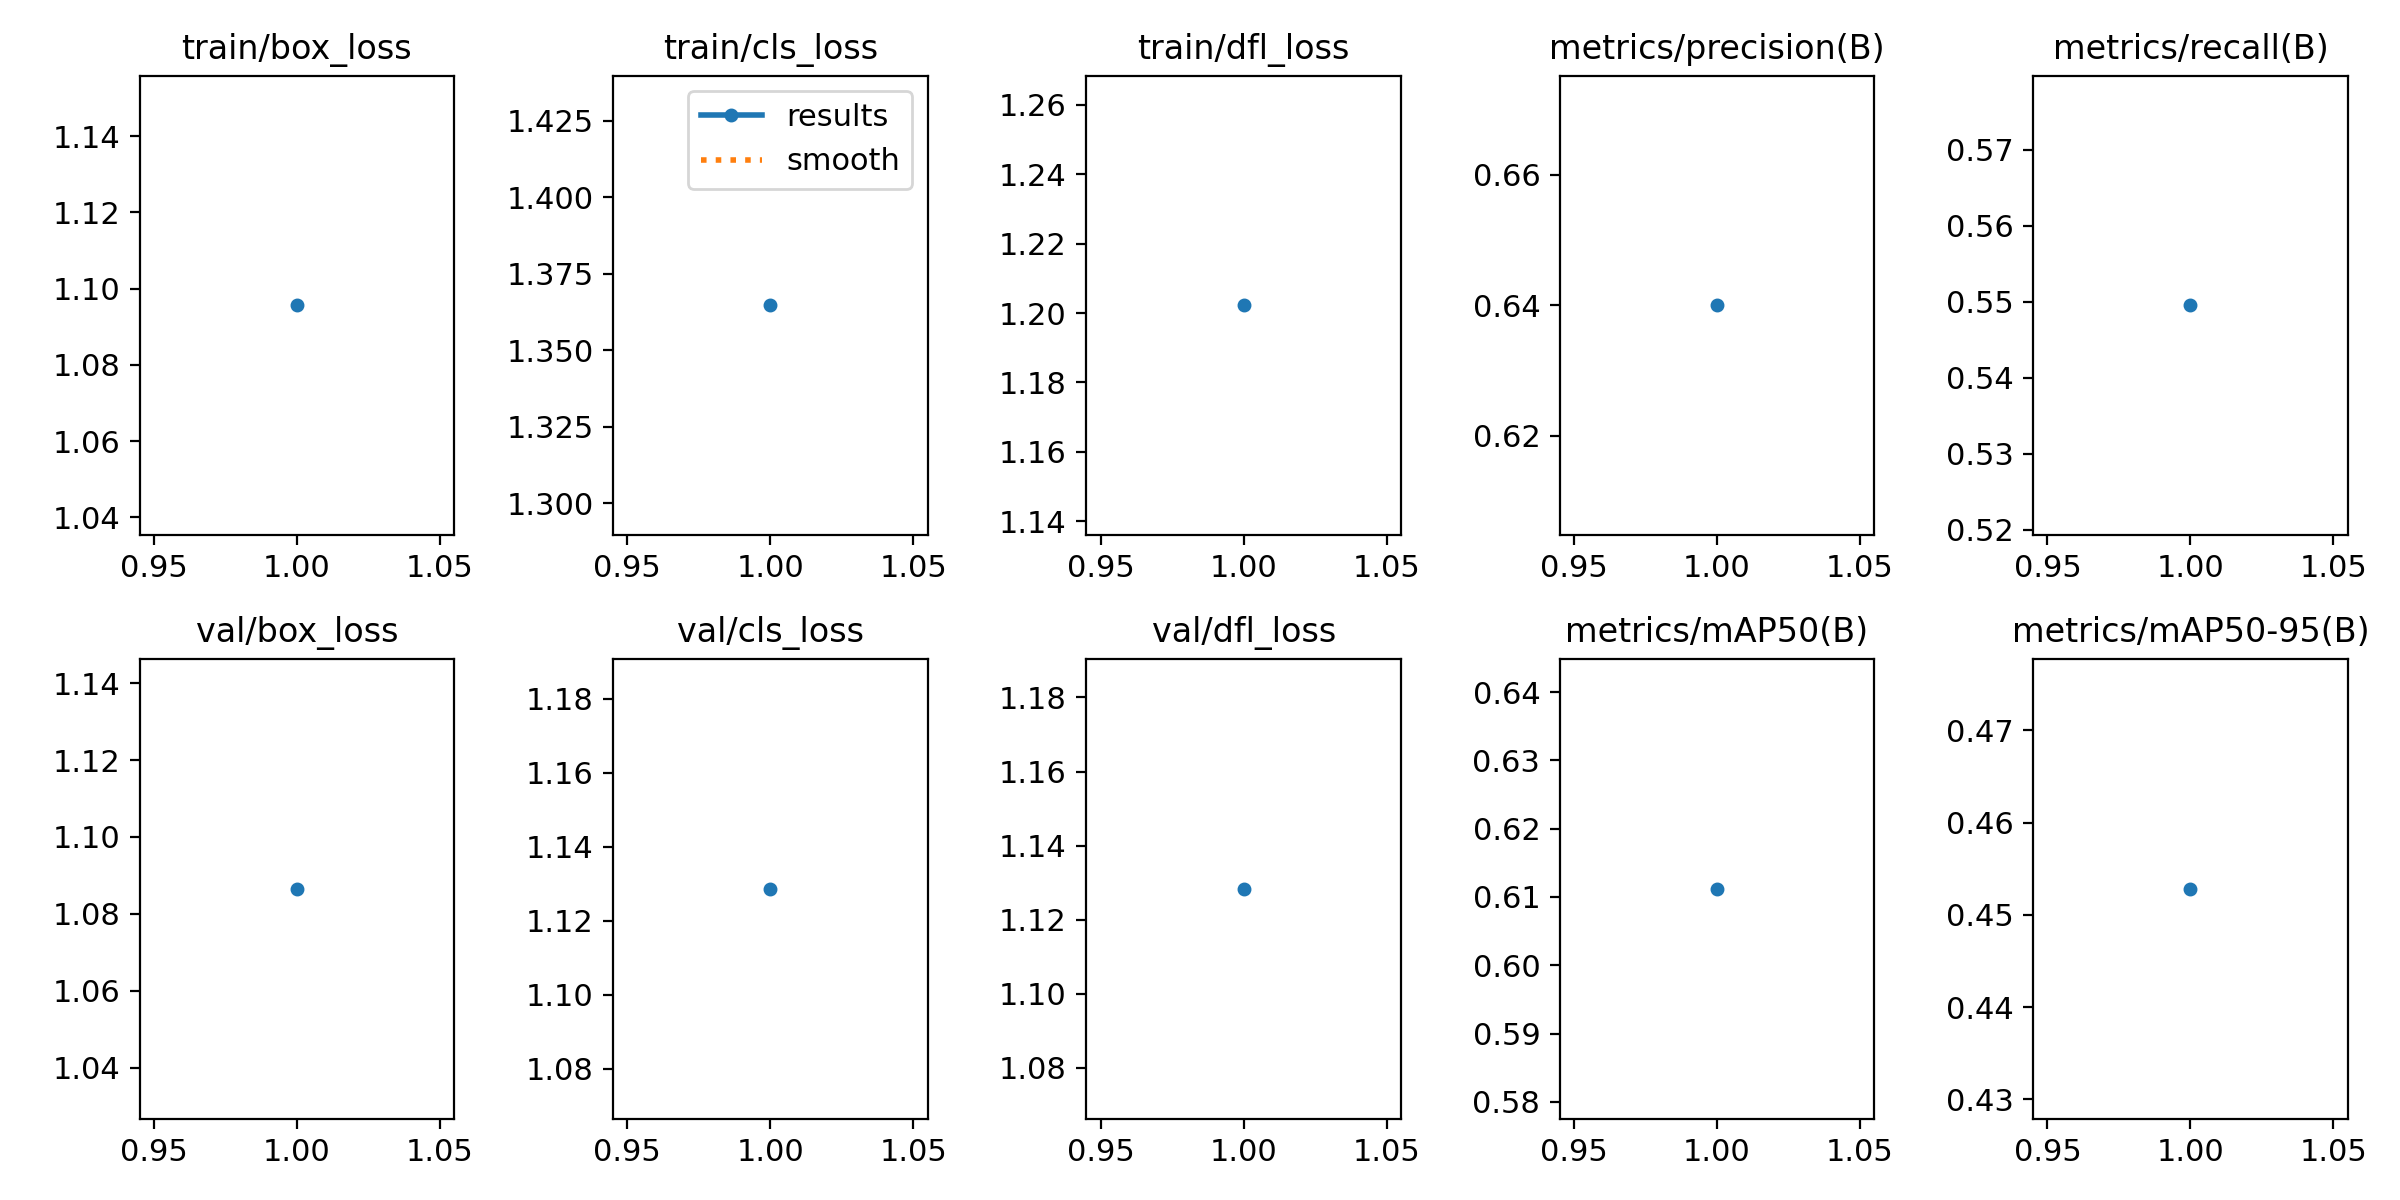 train/box_loss
1.14
1.12
1.10
1.08
1.06
1.04
0.95 1.00 1.05
train/cls_loss
results
smooth
1.425
1.400
1.375
1.350
1.325
1.300
0.95 1.00 1.05
train/dfl_loss
1.26
1.24
1.22
1.20
1.18
1.16
1.14
0.95 1.00 1.05
metrics/precision(B)
0.66
0.64
0.62
0.95 1.00 1.05
metrics/recall(B)
0.57
0.56
0.55
0.54
0.53
0.52
0.95 1.00 1.05
val/box_loss
1.14
1.12
1.10
1.08
1.06
1.04
0.95 1.00 1.05
val/cls_loss
1.18
1.16
1.14
1.12
1.10
1.08
0.95 1.00 1.05
val/dfl_loss
1.18
1.16
1.14
1.12
1.10
1.08
0.95 1.00 1.05
metrics/mAP50(B)
0.64
0.63
0.62
0.61
0.60
0.59
0.58
0.95 1.00 1.05
metrics/mAP50-95(B)
0.47
0.46
0.45
0.44
0.43
0.95 1.00 1.05